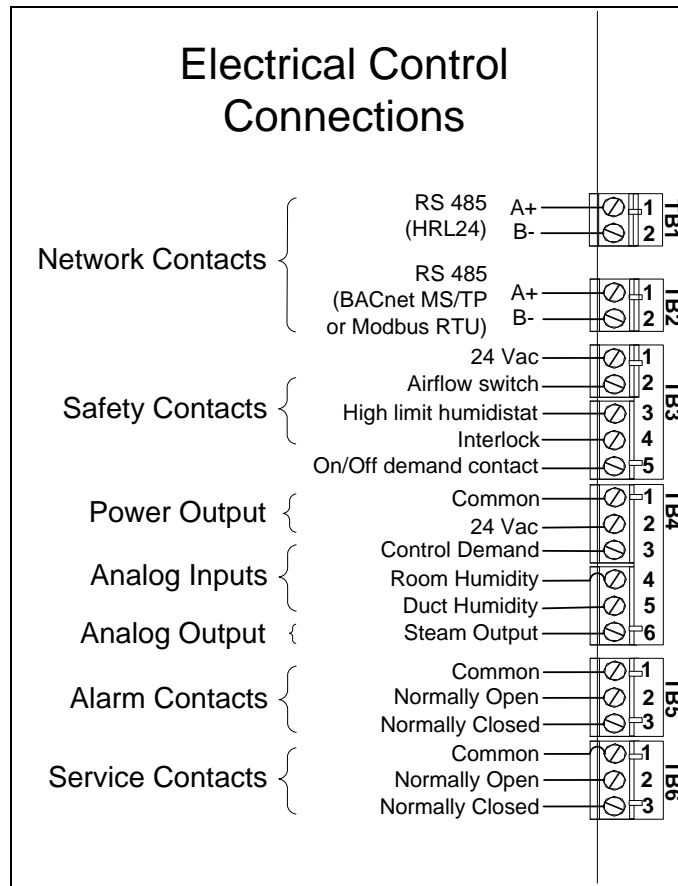 Electrical Control
Connections
Network Contacts
RS 485
(HRL24)
A+
B-
1
2
TB1
RS 485
(BACnet MS/TP
or Modbus RTU)
A+
B-
1
2
TB2
Safety Contacts
24 Vac
Airflow switch
High limit humidistat
Interlock
On/Off demand contact
1
2
3
4
5
TB3
Power Output
Common
24 Vac
Analog Inputs
Control Demand
Room Humidity
Duct Humidity
Analog Output
Steam Output
1
2
3
4
5
6
TB4
Alarm Contacts
Common
Normally Open
Normally Closed
1
2
3
TB5
Service Contacts
Common
Normally Open
Normally Closed
1
2
3
TB6